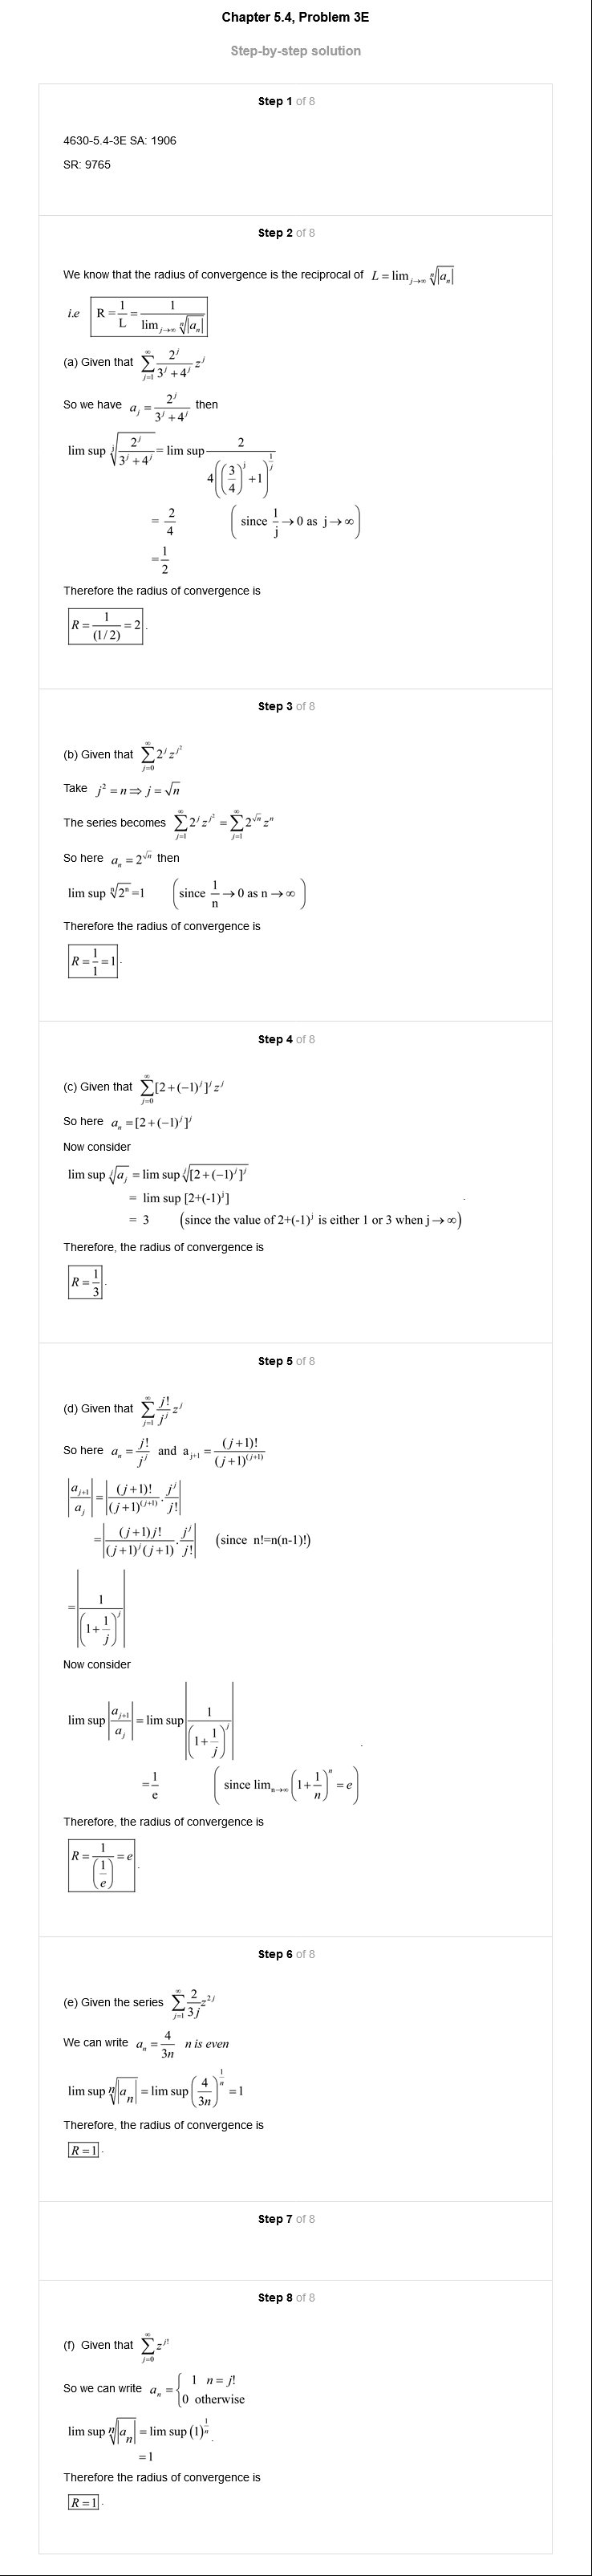 Chapter 5.4, Problem 3E
Step-by-step solution
Step 1 of 8
4630-5.4-3E SA: 1906
SR: 9765
Step 2 of 8
We know that the radius of convergence is the reciprocal of $L = \lim_{j\to\infty} \sqrt[n]{|a_n|}$
i.e $R = \frac{1}{L} = \frac{1}{\lim_{j\to\infty} \sqrt[n]{|a_n|}}$
(a) Given that $\sum_{j=1}^{\infty} \frac{2^j}{3^j+4^j} z^j$
So we have $a_j = \frac{2^j}{3^j+4^j}$ then
$\limsup \sqrt[j]{\frac{2^j}{3^j+4^j}} = \limsup \frac{2}{4\left(\left(\frac{3}{4}\right)^j+1\right)^{\frac{1}{j}}}$
$= \frac{2}{4}$ $\left(\text{since } \frac{1}{j} \to 0 \text{ as } j \to \infty\right)$
$= \frac{1}{2}$
Therefore the radius of convergence is
$R = \frac{1}{(1/2)} = 2$.
Step 3 of 8
(b) Given that $\sum_{j=0}^{\infty} 2^j z^{j^2}$
Take $j^2 = n \Rightarrow j = \sqrt{n}$
The series becomes $\sum_{j=1}^{\infty} 2^j z^{j^2} = \sum_{j=1}^{\infty} 2^{\sqrt{n}} z^n$
So here $a_n = 2^{\sqrt{n}}$ then
$\limsup \sqrt[n]{2^n} = 1$ $\left(\text{since } \frac{1}{n} \to 0 \text{ as } n \to \infty\right)$
Therefore the radius of convergence is
$R = \frac{1}{1} = 1$.
Step 4 of 8
(c) Given that $\sum_{j=0}^{\infty} [2+(-1)^j]^j z^j$
So here $a_n = [2+(-1)^j]^j$
Now consider
$\limsup \sqrt[j]{a_j} = \limsup \sqrt[j]{[2+(-1)^j]^j}$
$= \limsup [2+(-1)^j]$
$= 3$ (since the value of $2+(-1)^j$ is either 1 or 3 when $j \to \infty$)
Therefore, the radius of convergence is
$R = \frac{1}{3}$.
Step 5 of 8
(d) Given that $\sum_{j=1}^{\infty} \frac{j!}{j^j} z^j$
So here $a_n = \frac{j!}{j^j}$ and $a_{j+1} = \frac{(j+1)!}{(j+1)^{(j+1)}}$
$\left|\frac{a_{j+1}}{a_j}\right| = \left|\frac{(j+1)!}{(j+1)^{(j+1)}} \cdot \frac{j^j}{j!}\right|$
$= \left|\frac{(j+1)j!}{(j+1)^j(j+1)} \cdot \frac{j^j}{j!}\right|$ (since n!=n(n-1)!)
$= \left|\frac{1}{\left(1+\frac{1}{j}\right)^j}\right|$
Now consider
$\limsup \left|\frac{a_{j+1}}{a_j}\right| = \limsup \left|\frac{1}{\left(1+\frac{1}{j}\right)^j}\right|$.
$= \frac{1}{e}$ $\left(\text{since } \lim_{n\to\infty} \left(1+\frac{1}{n}\right)^n = e\right)$
Therefore, the radius of convergence is
$R = \frac{1}{\left(\frac{1}{e}\right)} = e$.
Step 6 of 8
(e) Given the series $\sum_{j=1}^{\infty} \frac{2}{3j} z^{2j}$
We can write $a_n = \frac{4}{3n}$ n is even
$\limsup \sqrt[n]{|a_n|} = \limsup \left(\frac{4}{3n}\right)^{\frac{1}{n}} = 1$
Therefore, the radius of convergence is
$R = 1$.
Step 7 of 8
Step 8 of 8
(f) Given that $\sum_{j=0}^{\infty} z^{j!}$
So we can write $a_n = \begin{cases} 1 & n = j! \\ 0 & \text{otherwise} \end{cases}$
$\limsup \sqrt[n]{|a_n|} = \limsup (1)^{\frac{1}{n}}$.
$= 1$
Therefore the radius of convergence is
$R = 1$.